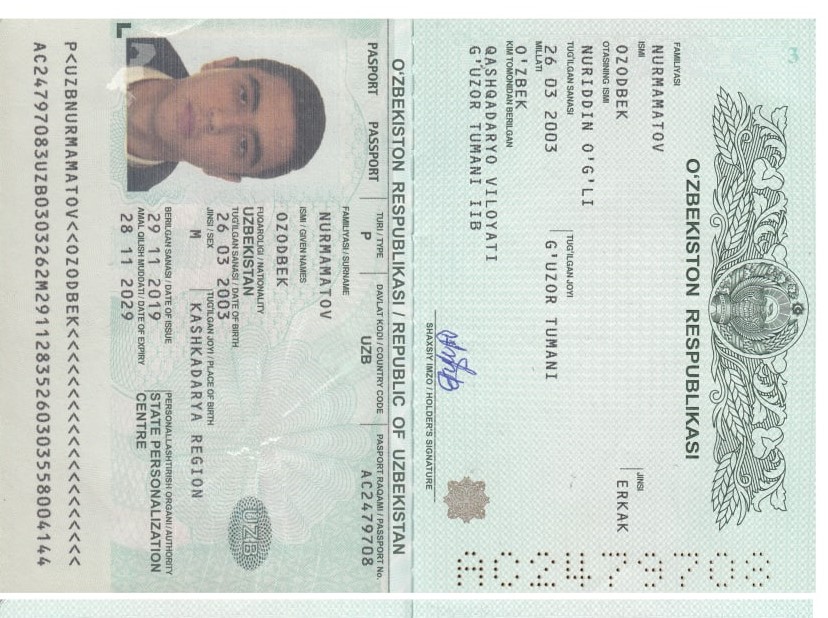 3
O'ZBEKISTON RESPUBLIKASI
FAMILIYASI
NURMAMATOV
ISMI
OZODBEK
OTASINING ISMI
NURIDDIN O'G'LI
JINSI
ERKAK
TUG'ILGAN SANASI
26 03 2003
TUG'ILGAN JOYI
G'UZOR TUMANI
MILLATI
O'ZBEK
KIM TOMONIDAN BERILGAN
QASHQADARYO VILOYATI
G'UZOR TUMANI IIB
SHAXSIY IMZO / HOLDER'S SIGNATURE
AC2479708
O'ZBEKISTON RESPUBLIKASI / REPUBLIC OF UZBEKISTAN
PASPORT PASSPORT
TURI / TYPE
P
DAVLAT KODI / COUNTRY CODE
UZB
PASPORT RAQAMI / PASSPORT No.
AC2479708
FAMILIYASI / SURNAME
NURMAMATOV
ISMI / GIVEN NAMES
OZODBEK
FUQAROLIGI / NATIONALITY
UZBEKISTAN
TUG'ILGAN SANASI / DATE OF BIRTH
26 03 2003
JINSI / SEX
M
TUG'ILGAN JOYI / PLACE OF BIRTH
KASHKADARYA REGION
BERILGAN SANASI / DATE OF ISSUE
29 11 2019
PERSONALLASHTIRISH ORGANI / AUTHORITY
STATE PERSONALIZATION
CENTRE
AMAL QILISH MUDDATI / DATE OF EXPIRY
28 11 2029
UZB
P<UZBNURMAMATOV<<OZODBEK<<<<<<<<<<<<<<<<<<<<
AC24797083UZB0303262M29112835260303558004144